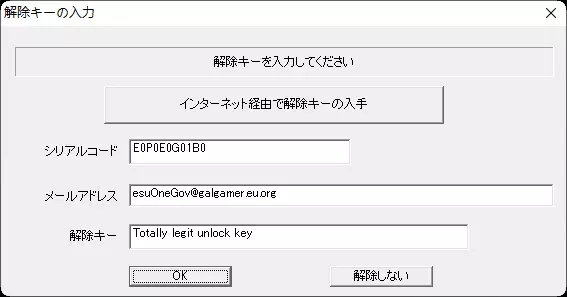 解除キーの入力
解除キーを入力してください
インターネット経由で解除キーの入手
シリアルコード E0P0E0G01B0
メールアドレス esuOneGov@galgamer.eu.org
解除キー Totally legit unlock key
OK 解除しない